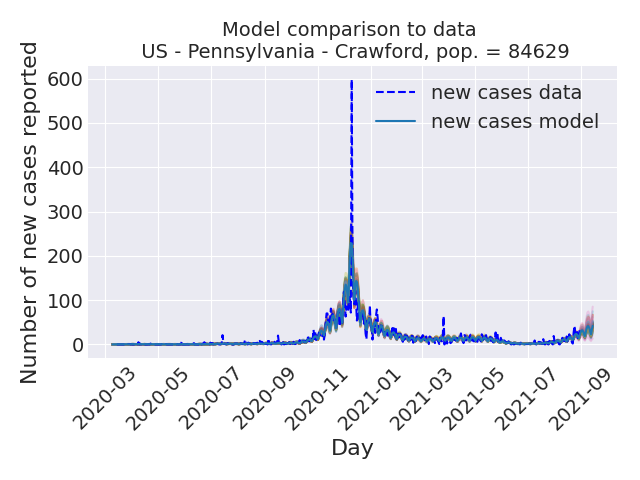 Model comparison to data
US - Pennsylvania - Crawford, pop. = 84629
Number of new cases reported
600
500
400
300
200
100
0
new cases data
new cases model
2020-03
2020-05
2020-07
2020-09
2020-11
2021-01
2021-03
2021-05
2021-07
2021-09
Day